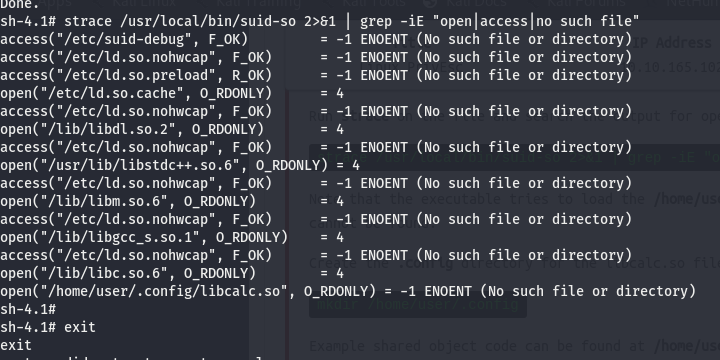 Done.
sh-4.1# strace /usr/local/bin/suid-so 2>&1 | grep -iE "open|access|no such file"
access("/etc/suid-debug", F_OK) = -1 ENOENT (No such file or directory)
access("/etc/ld.so.nohwcap", F_OK) = -1 ENOENT (No such file or directory)
access("/etc/ld.so.preload", R_OK) = -1 ENOENT (No such file or directory)
open("/etc/ld.so.cache", O_RDONLY) = 4
access("/etc/ld.so.nohwcap", F_OK) = -1 ENOENT (No such file or directory)
open("/lib/libdl.so.2", O_RDONLY) = 4
access("/etc/ld.so.nohwcap", F_OK) = -1 ENOENT (No such file or directory)
open("/usr/lib/libstdc++.so.6", O_RDONLY) = 4
access("/etc/ld.so.nohwcap", F_OK) = -1 ENOENT (No such file or directory)
open("/lib/libm.so.6", O_RDONLY) = 4
access("/etc/ld.so.nohwcap", F_OK) = -1 ENOENT (No such file or directory)
open("/lib/libgcc_s.so.1", O_RDONLY) = 4
access("/etc/ld.so.nohwcap", F_OK) = -1 ENOENT (No such file or directory)
open("/lib/libc.so.6", O_RDONLY) = 4
open("/home/user/.config/libcalc.so", O_RDONLY) = -1 ENOENT (No such file or directory)
sh-4.1#
sh-4.1# exit
exit